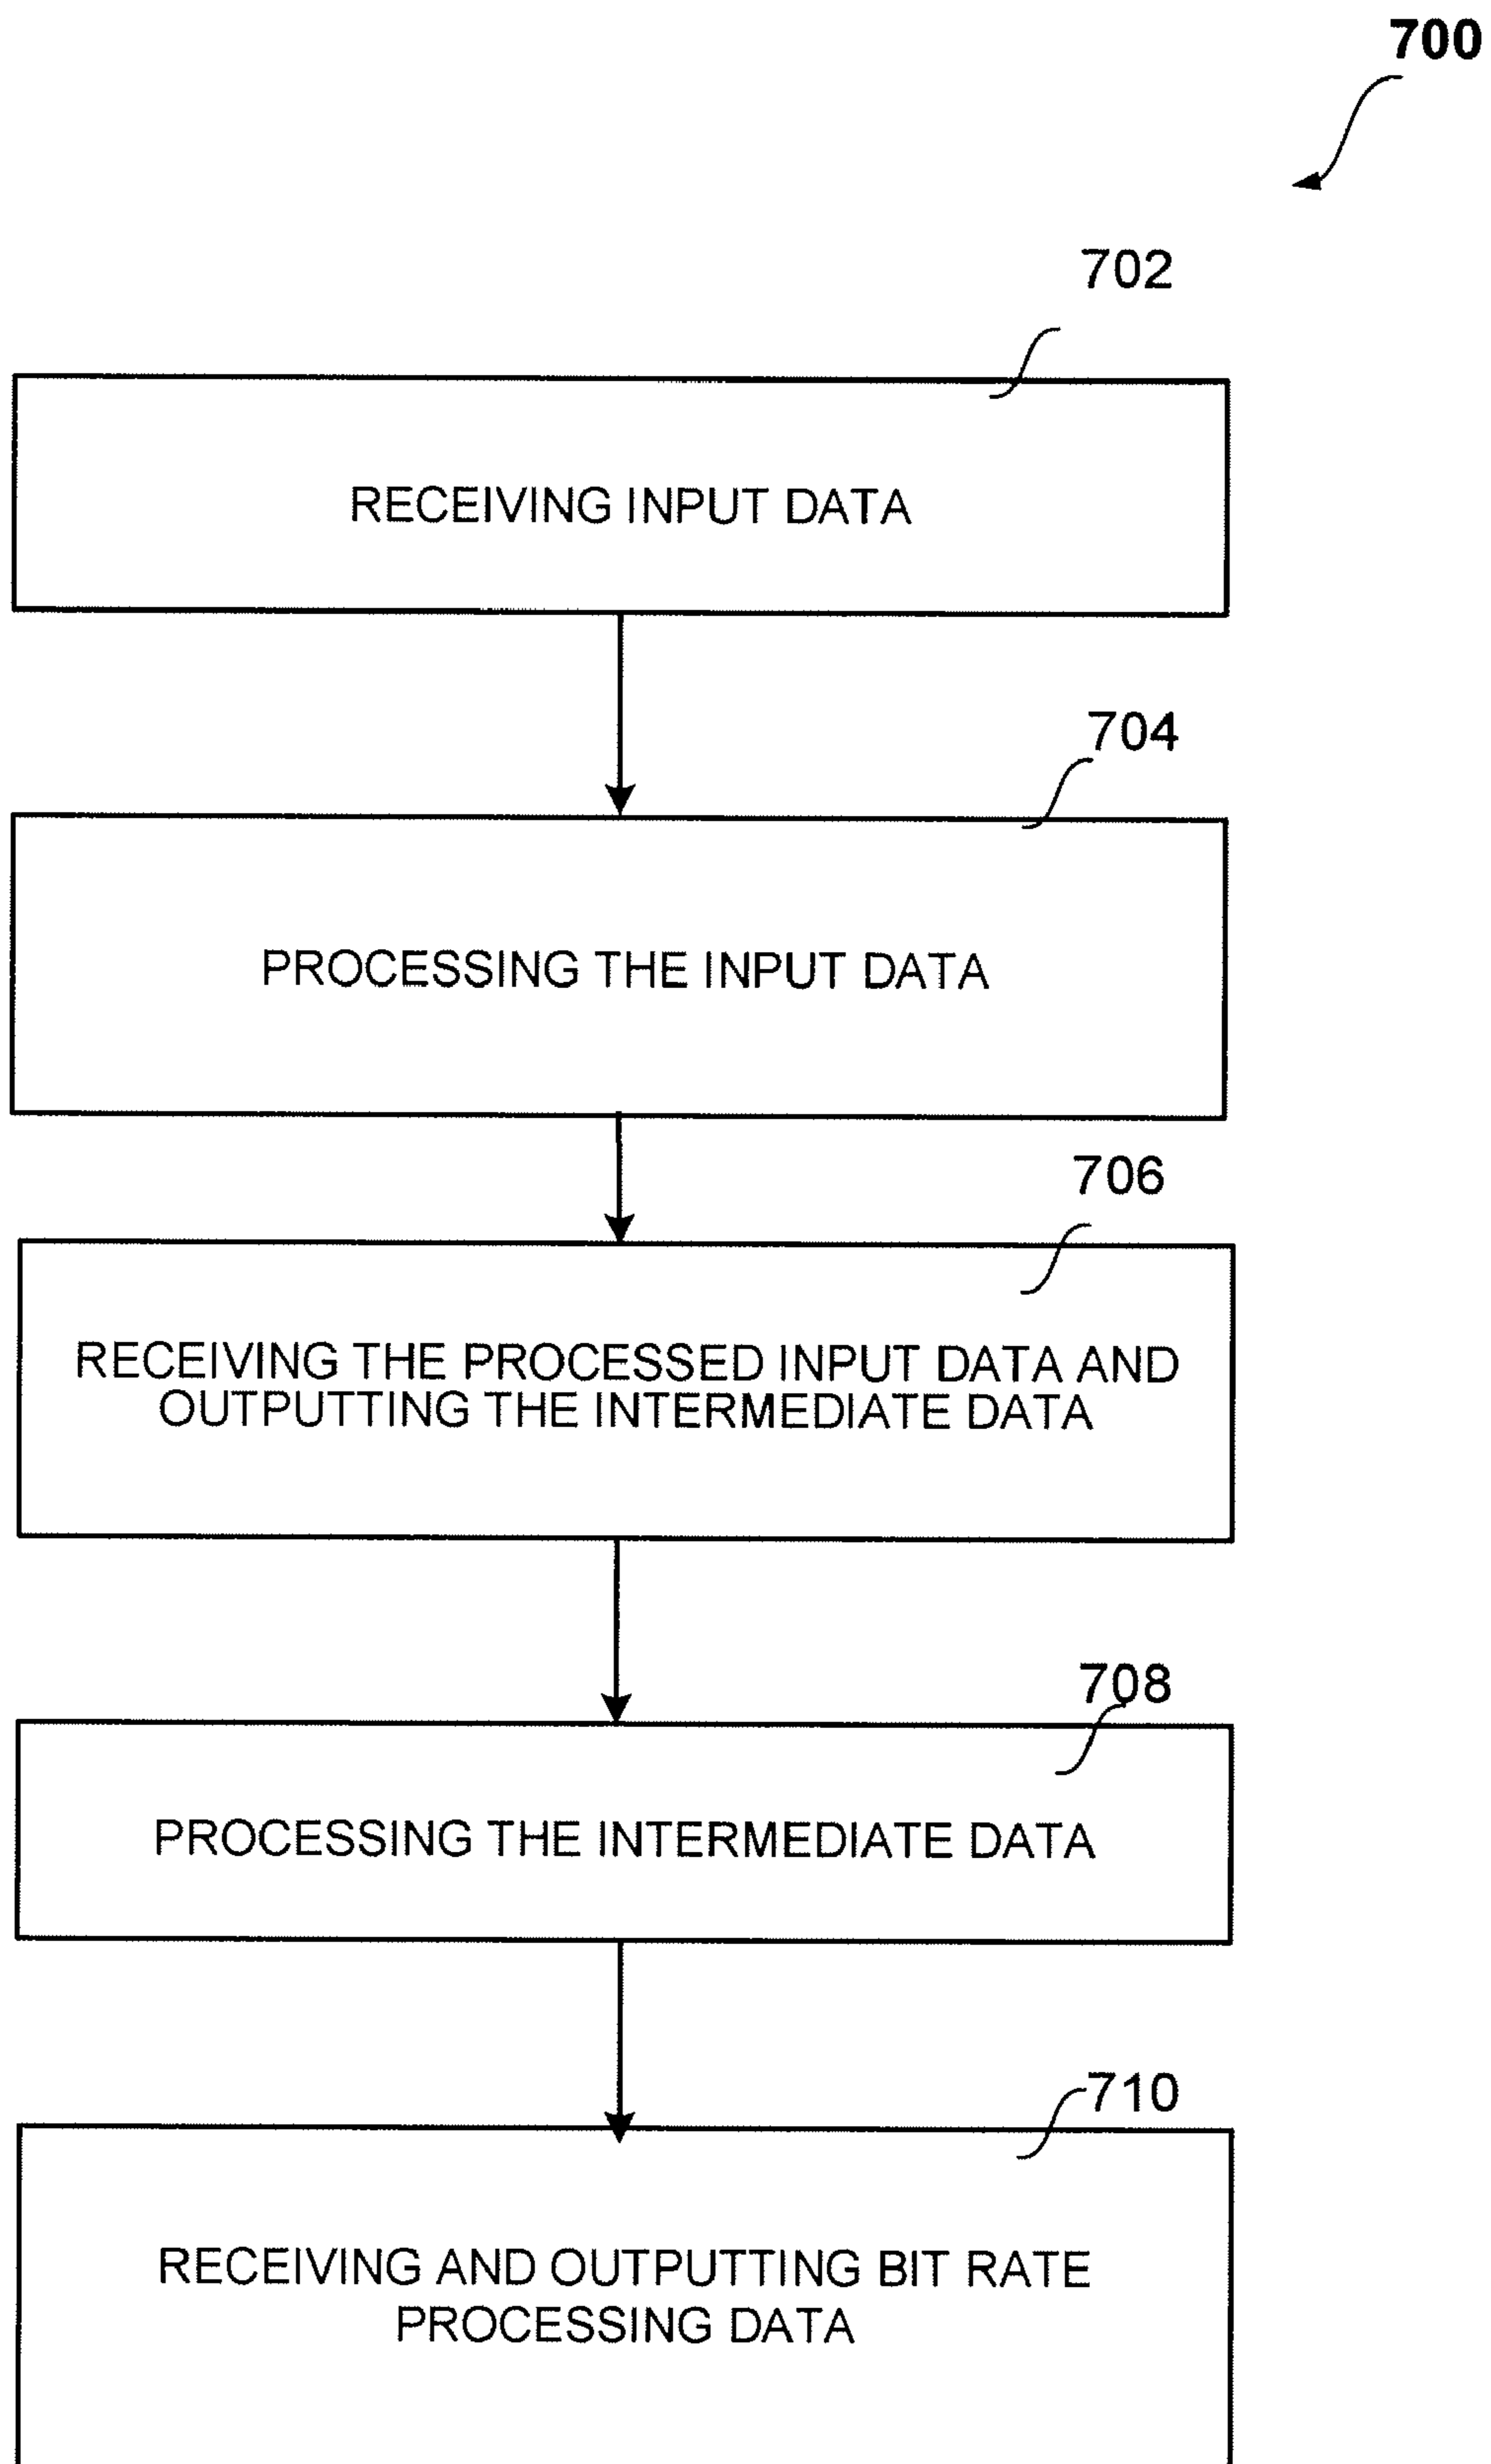 700
702
RECEIVING INPUT DATA
704
PROCESSING THE INPUT DATA
706
RECEIVING THE PROCESSED INPUT DATA AND
OUTPUTTING THE INTERMEDIATE DATA
708
PROCESSING THE INTERMEDIATE DATA
710
RECEIVING AND OUTPUTTING BIT RATE
PROCESSING DATA